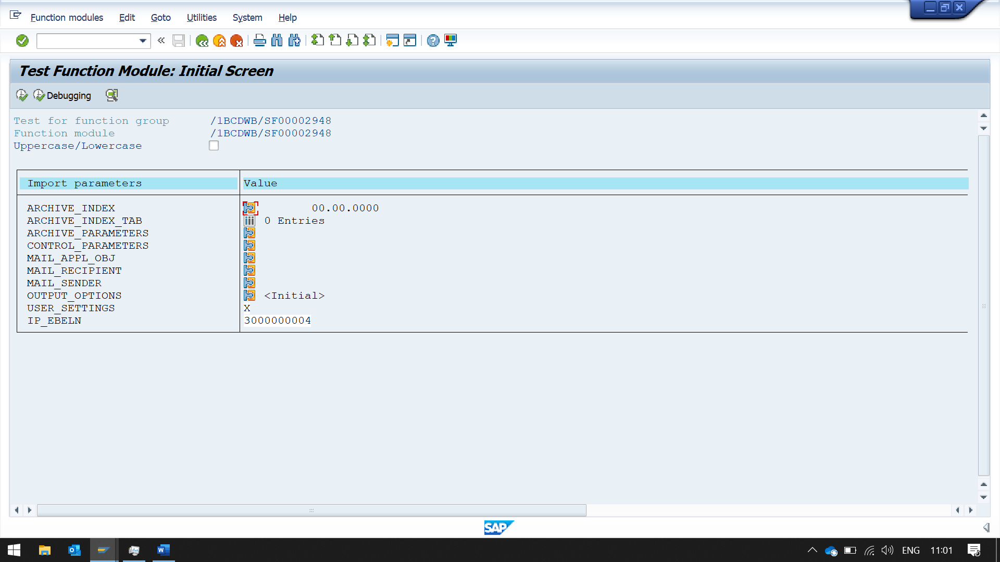 Function modules Edit Goto Utilities System Help
Test Function Module: Initial Screen
Debugging
Test for function group /1BCDWB/SF00002948
Function module /1BCDWB/SF00002948
Uppercase/Lowercase
Import parameters Value
ARCHIVE_INDEX 00.00.0000
ARCHIVE_INDEX_TAB 0 Entries
ARCHIVE_PARAMETERS
CONTROL_PARAMETERS
MAIL_APPL_OBJ
MAIL_RECIPIENT
MAIL_SENDER
OUTPUT_OPTIONS <Initial>
USER_SETTINGS X
IP_EBELN 3000000004
SAP
ENG 11:01